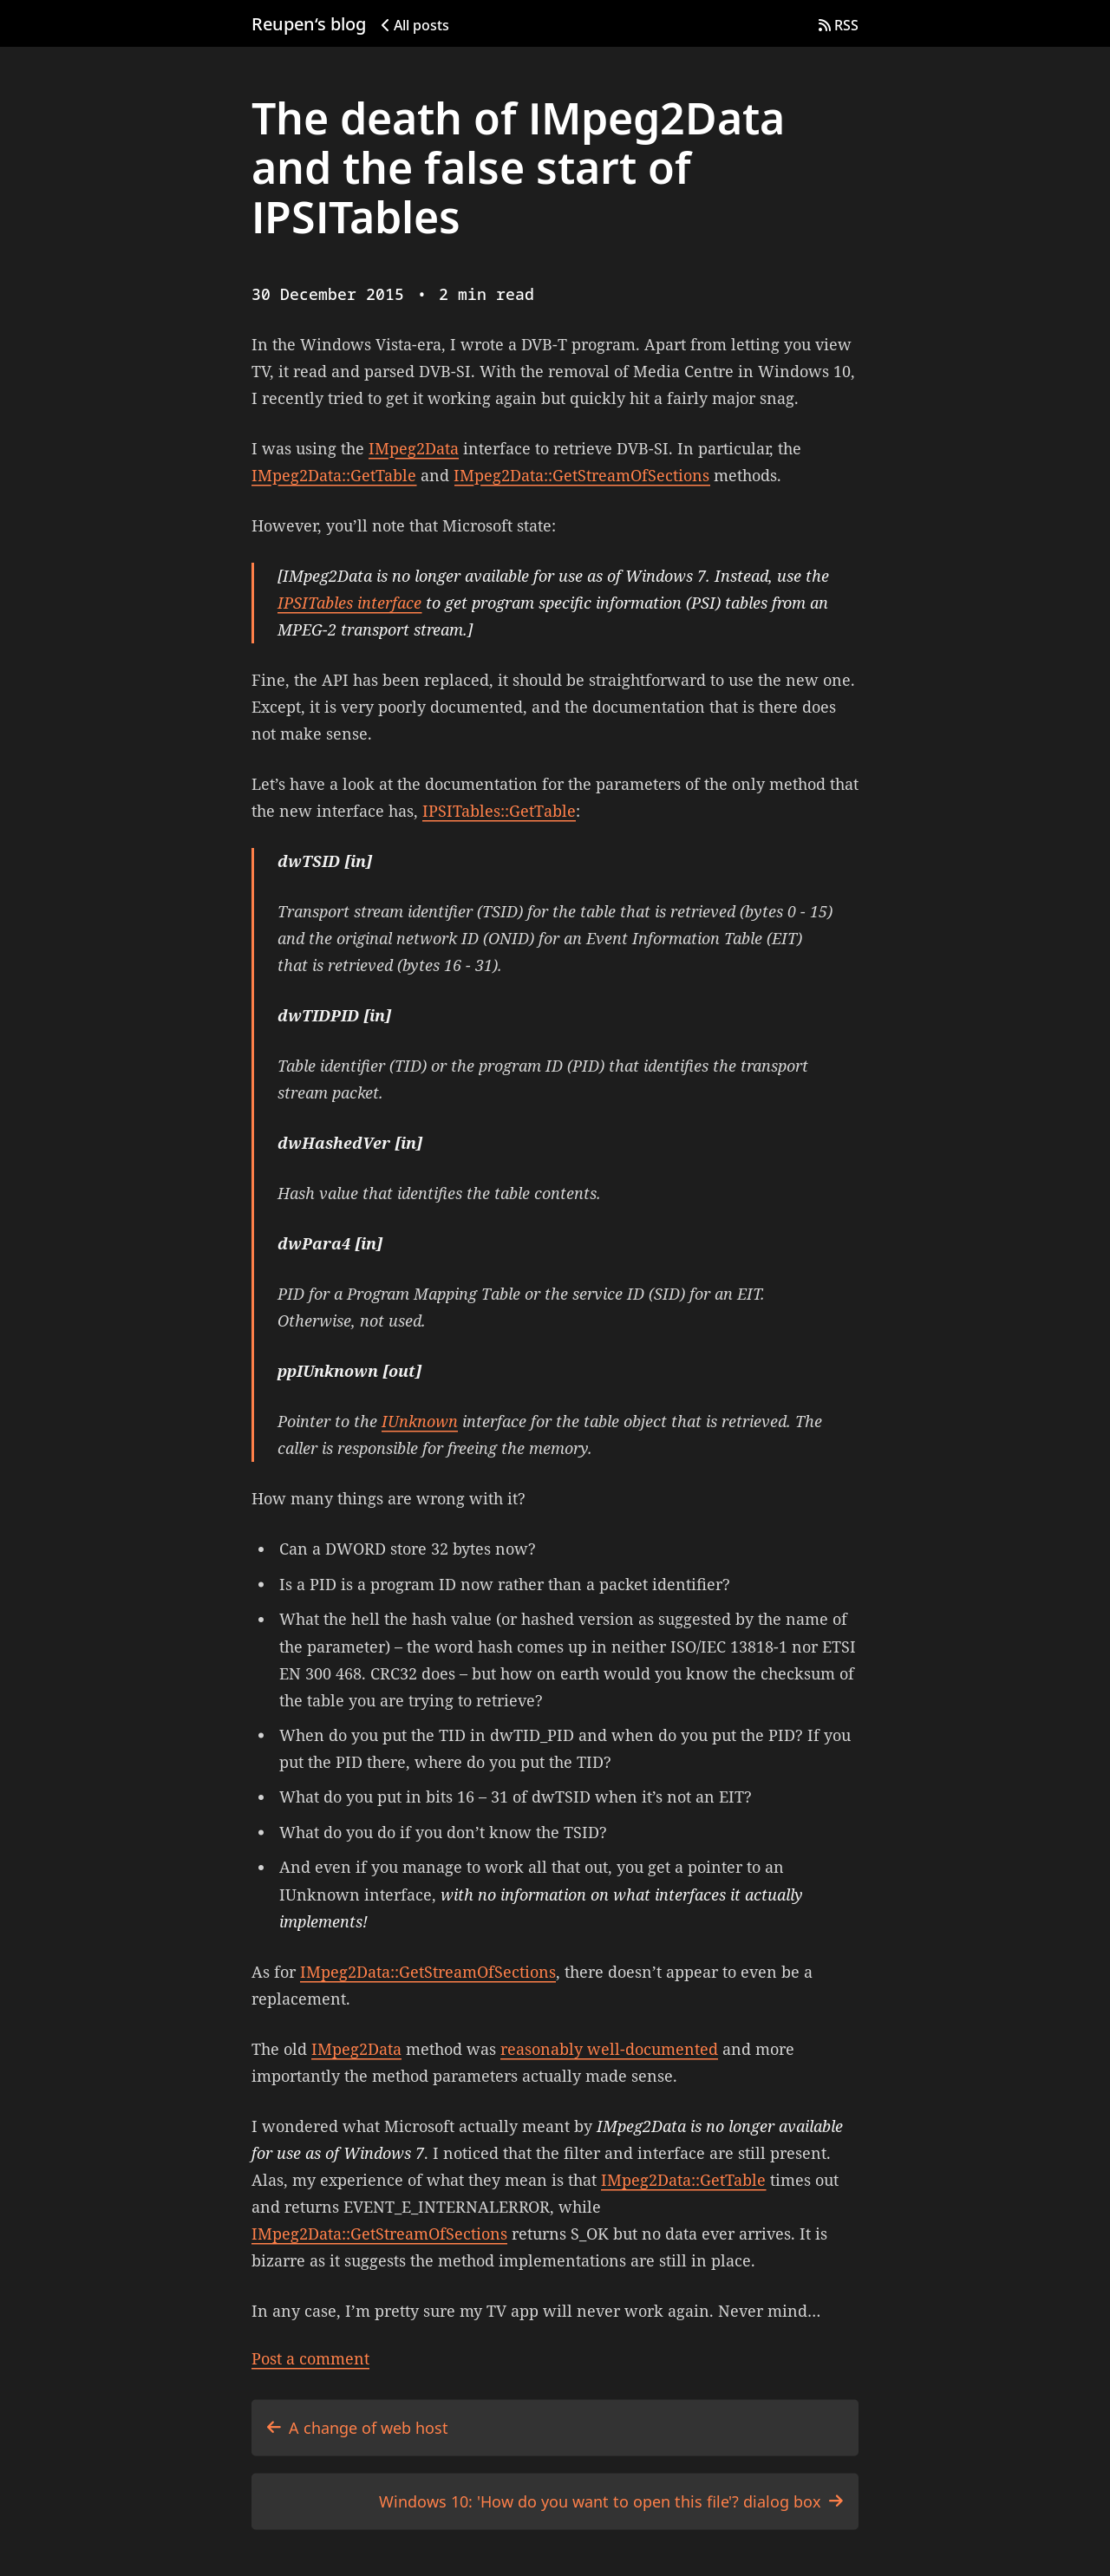 Reupen’s blog All posts RSS
The death of IMpeg2Data
and the false start of
IPSITables
30 December 2015 • 2 min read
In the Windows Vista-era, I wrote a DVB-T program. Apart from letting you view
TV, it read and parsed DVB-SI. With the removal of Media Centre in Windows 10,
I recently tried to get it working again but quickly hit a fairly major snag.
I was using the IMpeg2Data interface to retrieve DVB-SI. In particular, the
IMpeg2Data::GetTable and IMpeg2Data::GetStreamOfSections methods.
However, you’ll note that Microsoft state:
[IMpeg2Data is no longer available for use as of Windows 7. Instead, use the
IPSITables interface to get program specific information (PSI) tables from an
MPEG-2 transport stream.]
Fine, the API has been replaced, it should be straightforward to use the new one.
Except, it is very poorly documented, and the documentation that is there does
not make sense.
Let’s have a look at the documentation for the parameters of the only method that
the new interface has, IPSITables::GetTable:
dwTSID [in]
Transport stream identifier (TSID) for the table that is retrieved (bytes 0 - 15)
and the original network ID (ONID) for an Event Information Table (EIT)
that is retrieved (bytes 16 - 31).
dwTIDPID [in]
Table identifier (TID) or the program ID (PID) that identifies the transport
stream packet.
dwHashedVer [in]
Hash value that identifies the table contents.
dwPara4 [in]
PID for a Program Mapping Table or the service ID (SID) for an EIT.
Otherwise, not used.
ppIUnknown [out]
Pointer to the IUnknown interface for the table object that is retrieved. The
caller is responsible for freeing the memory.
How many things are wrong with it?
• Can a DWORD store 32 bytes now?
• Is a PID is a program ID now rather than a packet identifier?
• What the hell the hash value (or hashed version as suggested by the name of
the parameter) – the word hash comes up in neither ISO/IEC 13818-1 nor ETSI
EN 300 468. CRC32 does – but how on earth would you know the checksum of
the table you are trying to retrieve?
• When do you put the TID in dwTID_PID and when do you put the PID? If you
put the PID there, where do you put the TID?
• What do you put in bits 16 – 31 of dwTSID when it’s not an EIT?
• What do you do if you don’t know the TSID?
• And even if you manage to work all that out, you get a pointer to an
IUnknown interface, with no information on what interfaces it actually
implements!
As for IMpeg2Data::GetStreamOfSections, there doesn’t appear to even be a
replacement.
The old IMpeg2Data method was reasonably well-documented and more
importantly the method parameters actually made sense.
I wondered what Microsoft actually meant by IMpeg2Data is no longer available
for use as of Windows 7. I noticed that the filter and interface are still present.
Alas, my experience of what they mean is that IMpeg2Data::GetTable times out
and returns EVENT_E_INTERNALERROR, while
IMpeg2Data::GetStreamOfSections returns S_OK but no data ever arrives. It is
bizarre as it suggests the method implementations are still in place.
In any case, I’m pretty sure my TV app will never work again. Never mind…
Post a comment
← A change of web host
Windows 10: 'How do you want to open this file'? dialog box →